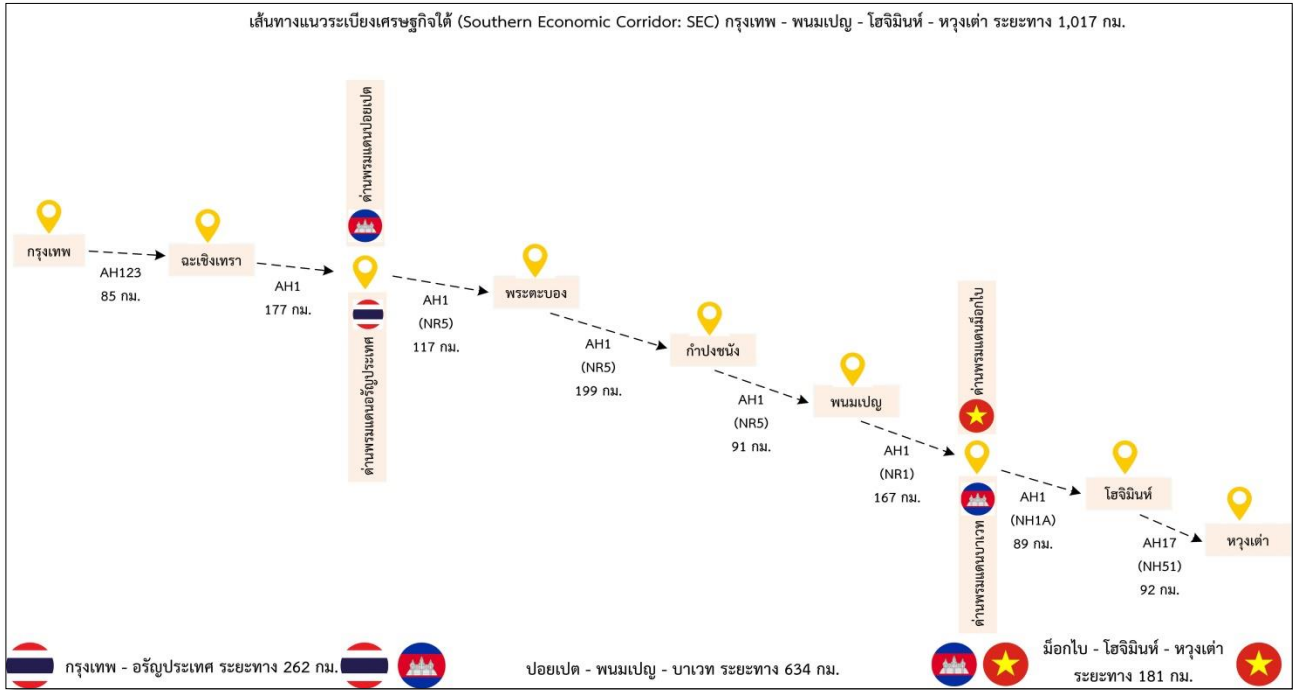 เส้นทางแนวระเบียงเศรษฐกิจใต้ (Southern Economic Corridor: SEC) กรุงเทพ - พนมเปญ - โฮจิมินห์ - หวุงเต่า ระยะทาง 1,017 กม.
ด่านพรมแดนปอยเปต
กรุงเทพ
AH123
85 กม.
ฉะเชิงเทรา
AH1
177 กม.
ด่านพรมแดนอรัญประเทศ
AH1
(NR5)
117 กม.
พระตะบอง
AH1
(NR5)
199 กม.
กำปงชนัง
AH1
(NR5)
91 กม.
พนมเปญ
AH1
(NR1)
167 กม.
ด่านพรมแดนม็อกไบ
ด่านพรมแดนบาเวท
AH1
(NH1A)
89 กม.
โฮจิมินห์
AH17
(NH51)
92 กม.
หวุงเต่า
กรุงเทพ - อรัญประเทศ ระยะทาง 262 กม.
ปอยเปต - พนมเปญ - บาเวท ระยะทาง 634 กม.
ม็อกไบ - โฮจิมินห์ - หวุงเต่า
ระยะทาง 181 กม.